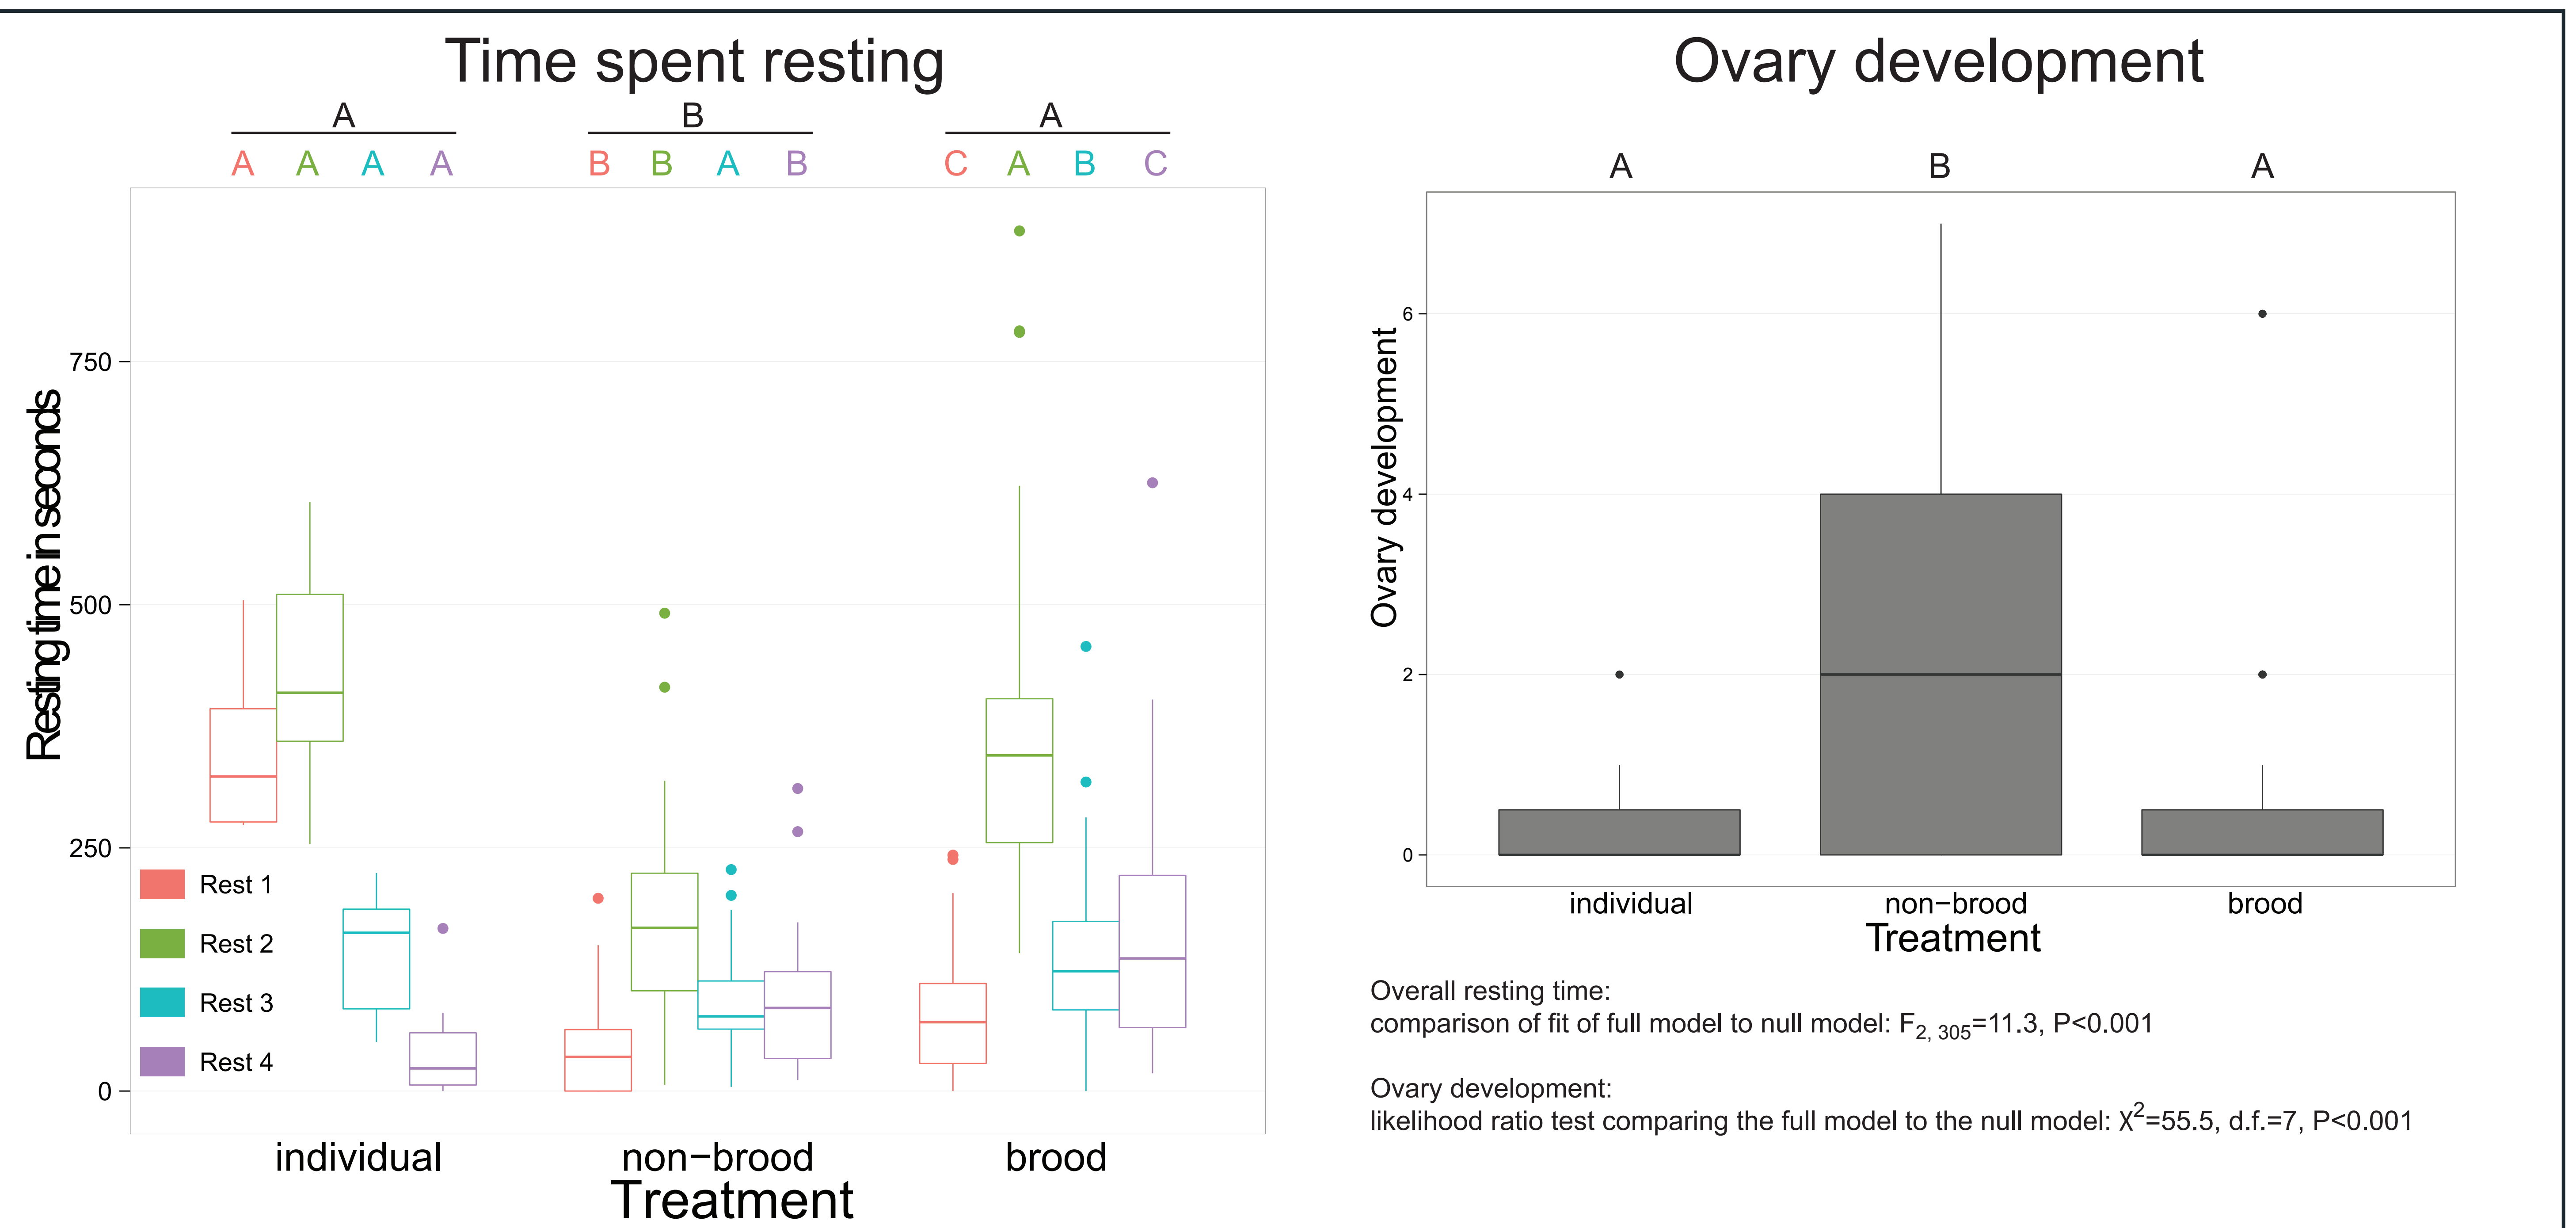 Time spent resting
A B A
A A A A B B A B C A B C
Resting time in seconds
750
500
250
0
Rest 1
Rest 2
Rest 3
Rest 4
individual non−brood brood
Treatment
Ovary development
A B A
Ovary development
6
4
2
0
individual non−brood brood
Treatment
Overall resting time:
comparison of fit of full model to null model: F2, 305=11.3, P<0.001
Ovary development:
likelihood ratio test comparing the full model to the null model: X²=55.5, d.f.=7, P<0.001